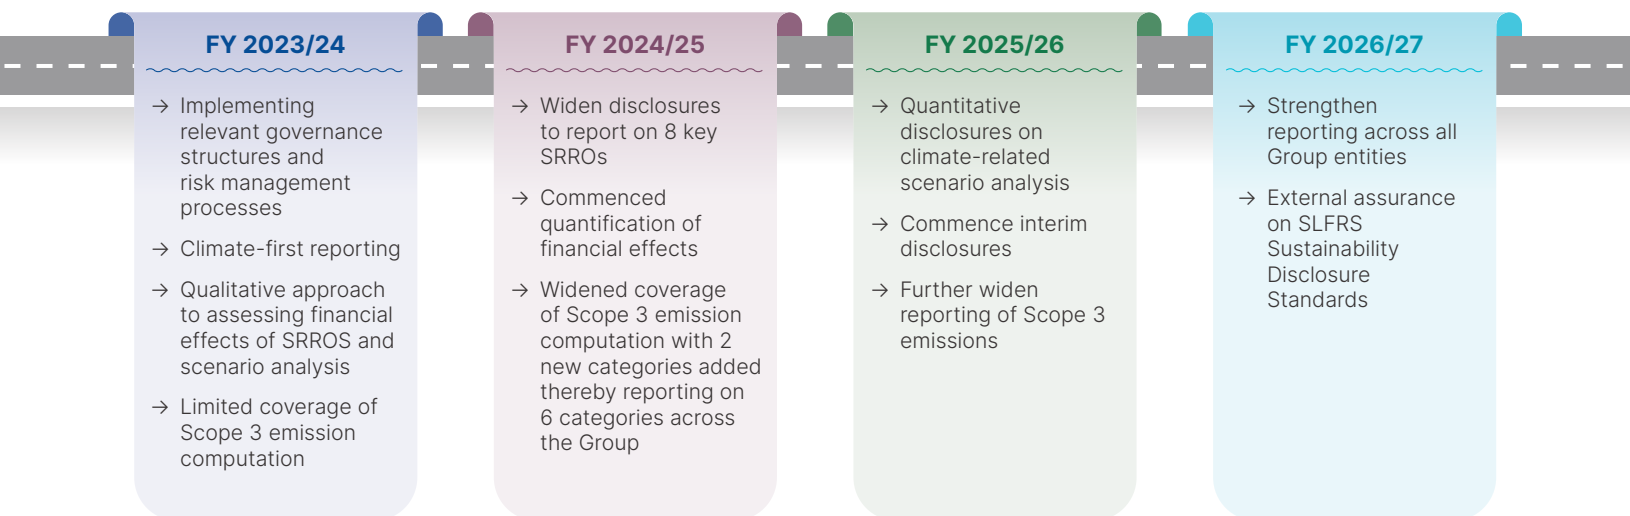 FY 2023/24
→ Implementing
relevant governance
structures and
risk management
processes
→ Climate-first reporting
→ Qualitative approach
to assessing financial
effects of SRROS and
scenario analysis
→ Limited coverage of
Scope 3 emission
computation
FY 2024/25
→ Widen disclosures
to report on 8 key
SRROs
→ Commenced
quantification of
financial effects
→ Widened coverage
of Scope 3 emission
computation with 2
new categories added
thereby reporting on
6 categories across
the Group
FY 2025/26
→ Quantitative
disclosures on
climate-related
scenario analysis
→ Commence interim
disclosures
→ Further widen
reporting of Scope 3
emissions
FY 2026/27
→ Strengthen
reporting across all
Group entities
→ External assurance
on SLFRS
Sustainability
Disclosure
Standards